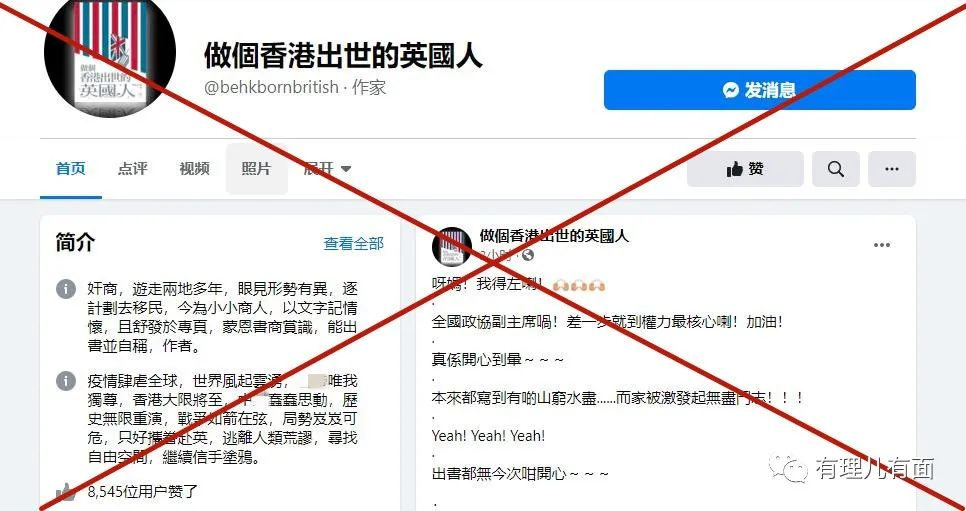 做個
香港出世的
英國人
做個香港出世的英國人
@behkbornbritish · 作家
发消息
首页
点评
视频
照片
展开
赞
简介
查看全部
奸商，遊走兩地多年，眼見形勢有異，逐
計劃去移民，今為小小商人，以文字記情
懷，且舒發於專頁，蒙恩書商賞識，能出
書並自稱，作者。
疫情肆虐全球，世界風起雲湧，唯我
獨尊，香港大限將至，中 蠢蠢思動，歷
史無限重演，戰爭如箭在弦，局勢岌岌可
危，只好攜眷赴英，逃離人類荒謬，尋找
自由空間，繼續信手塗鴉。
8,545位用户赞了
做個香港出世的英國人
2小时 ·
呀媽！我得左喇！🙌🏻🙌🏻🙌🏻
.
全國政協副主席喎！差一步就到權力最核心喇！加油！
.
真係開心到暈～～～
.
本來都寫到有啲山窮水盡……而家被激發起無盡鬥志！！！
.
Yeah! Yeah! Yeah!
.
出書都無今次咁開心～～～
.
有理儿有面